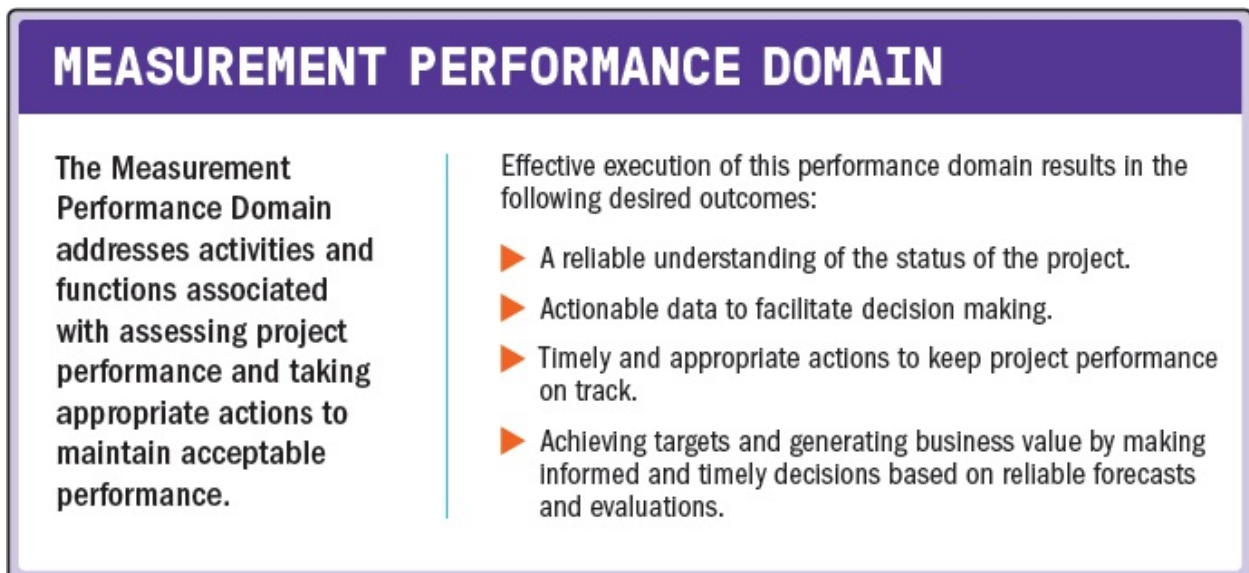 MEASUREMENT PERFORMANCE DOMAIN
The Measurement
Performance Domain
addresses activities and
functions associated
with assessing project
performance and taking
appropriate actions to
maintain acceptable
performance.
Effective execution of this performance domain results in the
following desired outcomes:
A reliable understanding of the status of the project.
Actionable data to facilitate decision making.
Timely and appropriate actions to keep project performance
on track.
Achieving targets and generating business value by making
informed and timely decisions based on reliable forecasts
and evaluations.